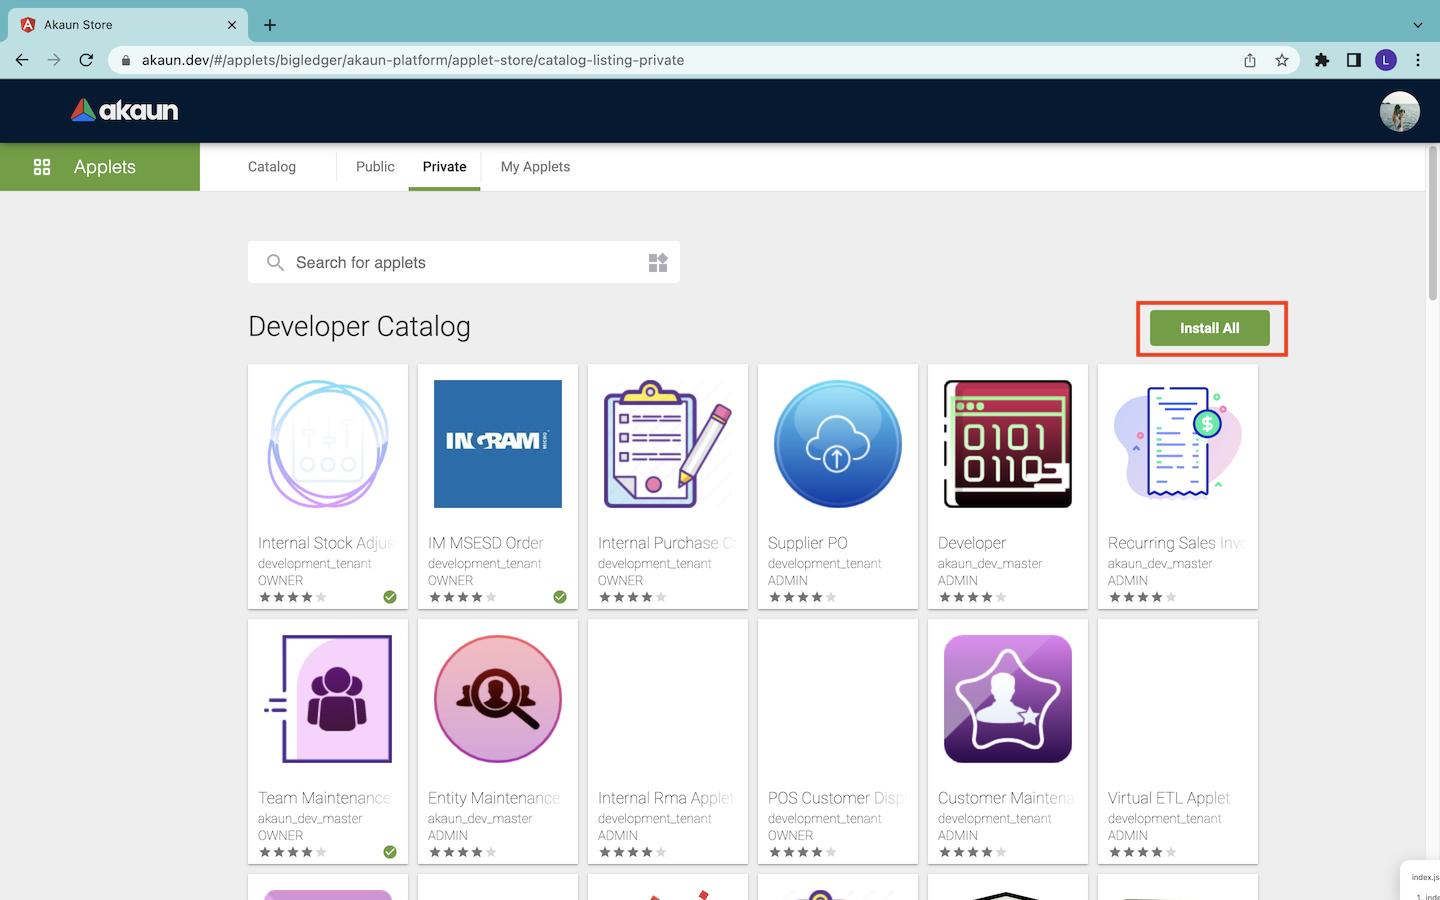 Akaun Store
akaun.dev/#/applets/bigledger/akaun-platform/applet-store/catalog-listing-private
L
akaun
Applets
Catalog
Public
Private
My Applets
Search for applets
Developer Catalog
Install All
INGRAM
MICRO
0101
0110
$
Internal Stock Adjus
development_tenant
OWNER
IM MSESD Order
development_tenant
OWNER
Internal Purchase C
development_tenant
OWNER
Supplier PO
development_tenant
ADMIN
Developer
akaun_dev_master
ADMIN
Recurring Sales Invo
akaun_dev_master
ADMIN
Team Maintenance
akaun_dev_master
OWNER
Entity Maintenance
akaun_dev_master
ADMIN
Internal Rma Applet
development_tenant
ADMIN
POS Customer Disp
development_tenant
OWNER
Customer Maintena
development_tenant
ADMIN
Virtual ETL Applet
development_tenant
ADMIN
index.js
1. inde